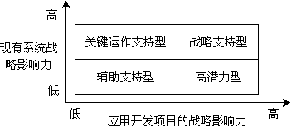 高
现有系统战
略影响力
关键运作支持型 战略支持型
辅助支持型 高潜力型
低
低 应用开发项目的战略影响力 高